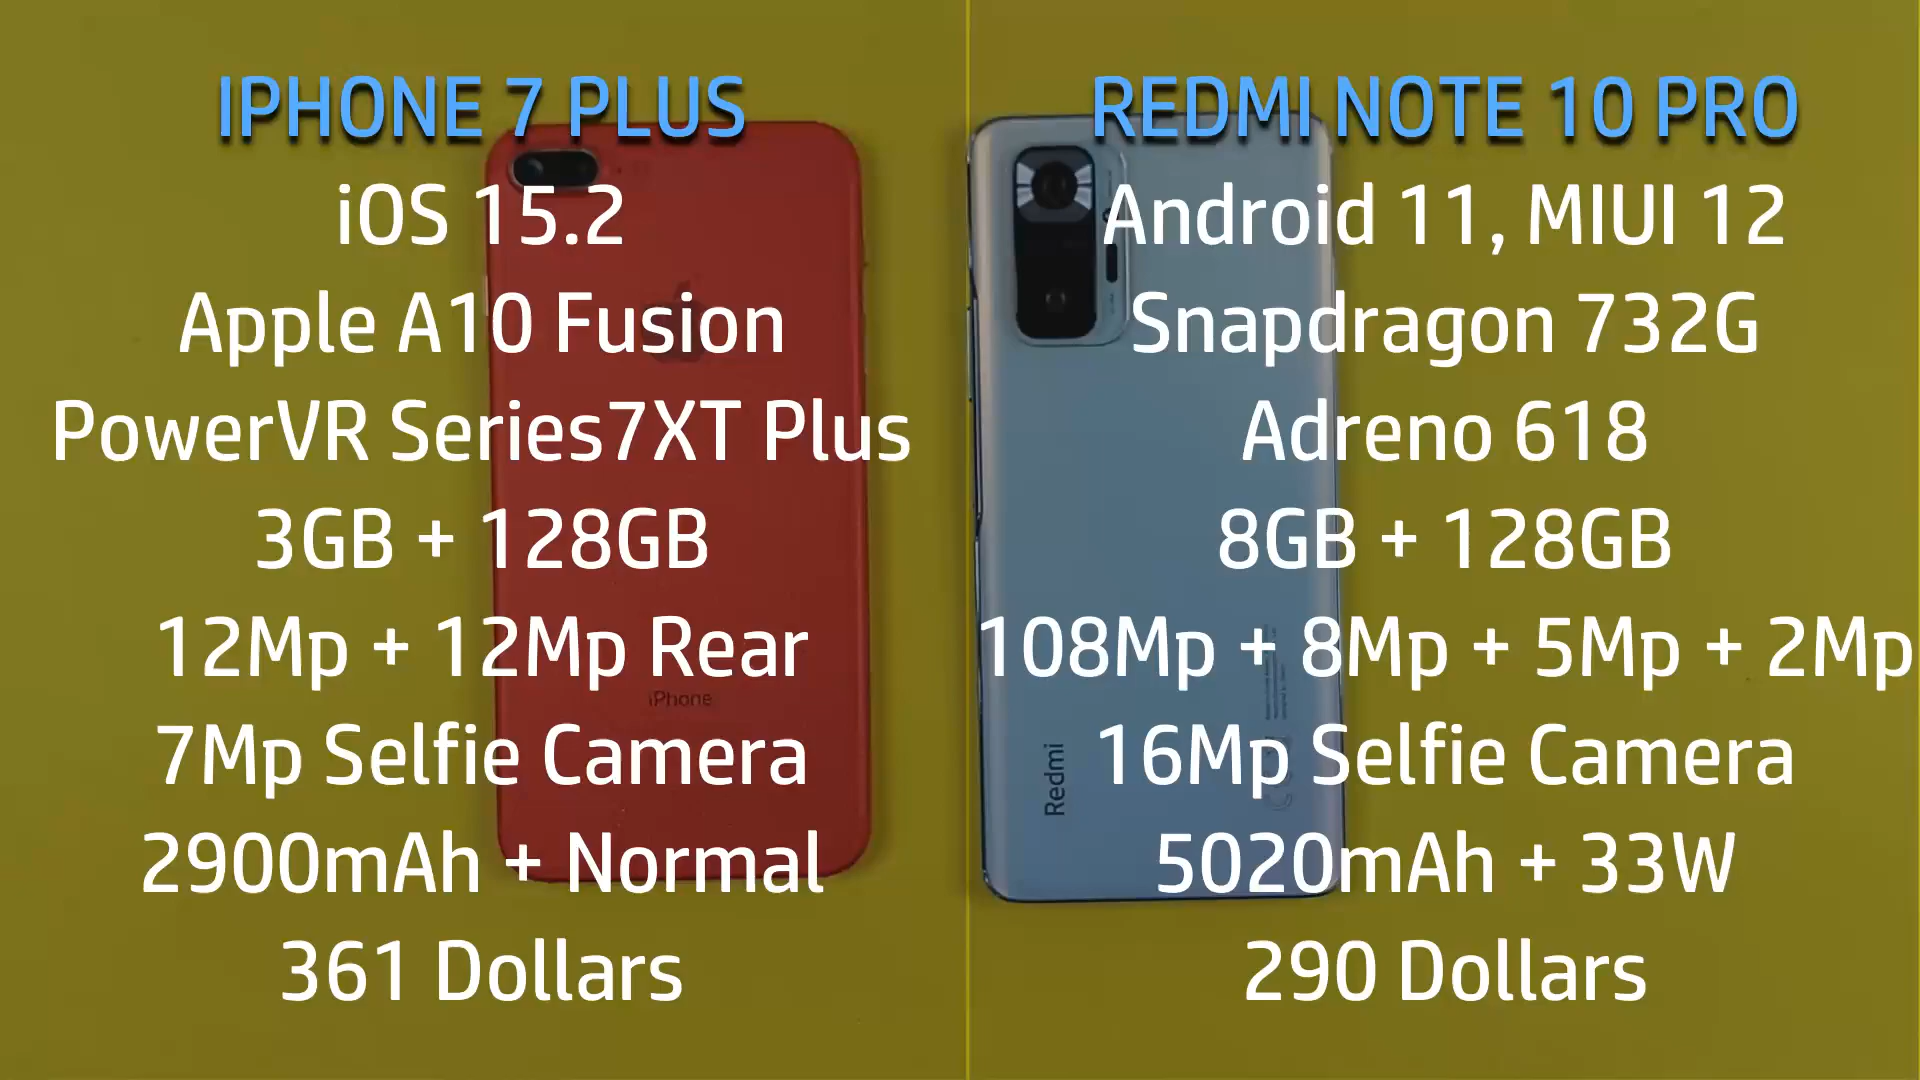 IPHONE 7 PLUS
iOS 15.2
Apple A10 Fusion
PowerVR Series7XT Plus
3GB + 128GB
12Mp + 12Mp Rear
7Mp Selfie Camera
2900mAh + Normal
361 Dollars
iPhone
REDMI NOTE 10 PRO
Android 11, MIUI 12
Snapdragon 732G
Adreno 618
8GB + 128GB
108Mp + 8Mp + 5Mp + 2Mp
16Mp Selfie Camera
5020mAh + 33W
290 Dollars
Redmi